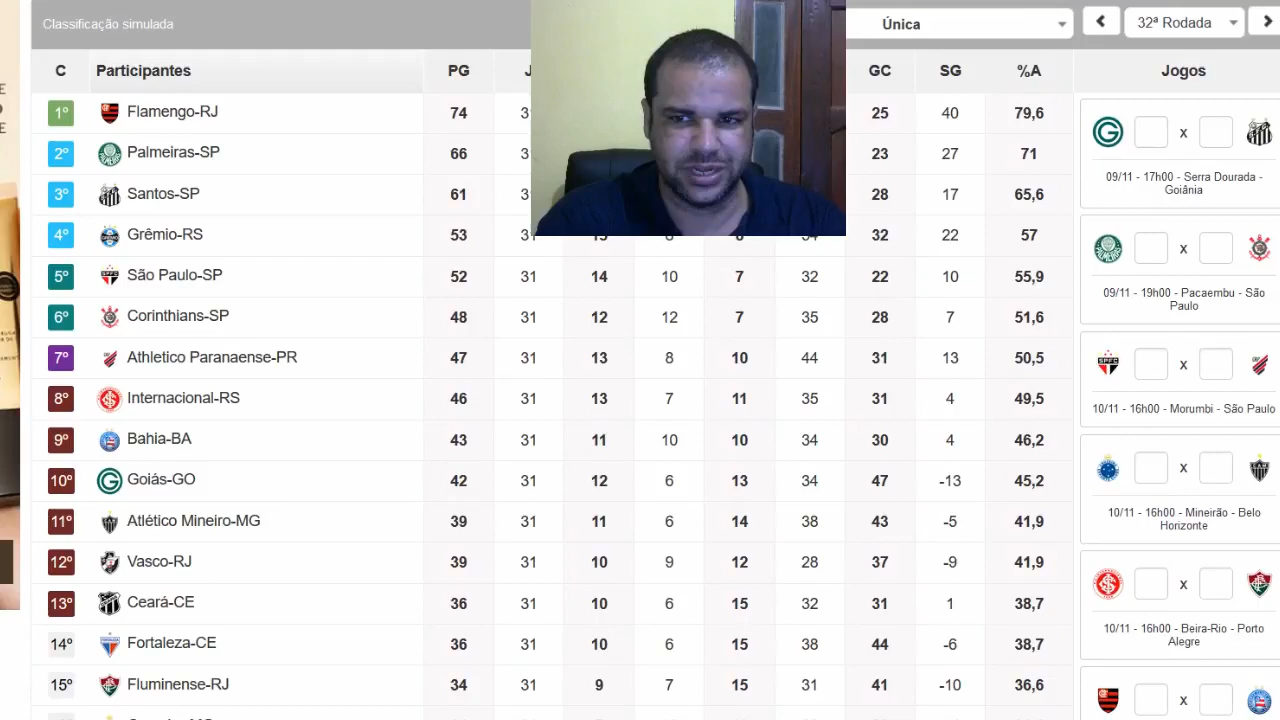 Classificação simulada
Única
32ª Rodada
C Participantes PG GC SG %A Jogos
1º Flamengo-RJ 74 25 40 79,6
2º Palmeiras-SP 66 23 27 71
3º Santos-SP 61 28 17 65,6
4º Grêmio-RS 53 31 32 22 57
5º São Paulo-SP 52 31 14 10 7 32 22 10 55,9
6º Corinthians-SP 48 31 12 12 7 35 28 7 51,6
7º Athletico Paranaense-PR 47 31 13 8 10 44 31 13 50,5
8º Internacional-RS 46 31 13 7 11 35 31 4 49,5
9º Bahia-BA 43 31 11 10 10 34 30 4 46,2
10º Goiás-GO 42 31 12 6 13 34 47 -13 45,2
11º Atlético Mineiro-MG 39 31 11 6 14 38 43 -5 41,9
12º Vasco-RJ 39 31 10 9 12 28 37 -9 41,9
13º Ceará-CE 36 31 10 6 15 32 31 1 38,7
14º Fortaleza-CE 36 31 10 6 15 38 44 -6 38,7
15º Fluminense-RJ 34 31 9 7 15 31 41 -10 36,6
x
09/11 - 17h00 - Serra Dourada -
Goiânia
x
09/11 - 19h00 - Pacaembu - São
Paulo
x
10/11 - 16h00 - Morumbi - São Paulo
x
10/11 - 16h00 - Mineirão - Belo
Horizonte
x
10/11 - 16h00 - Beira-Rio - Porto
Alegre
x